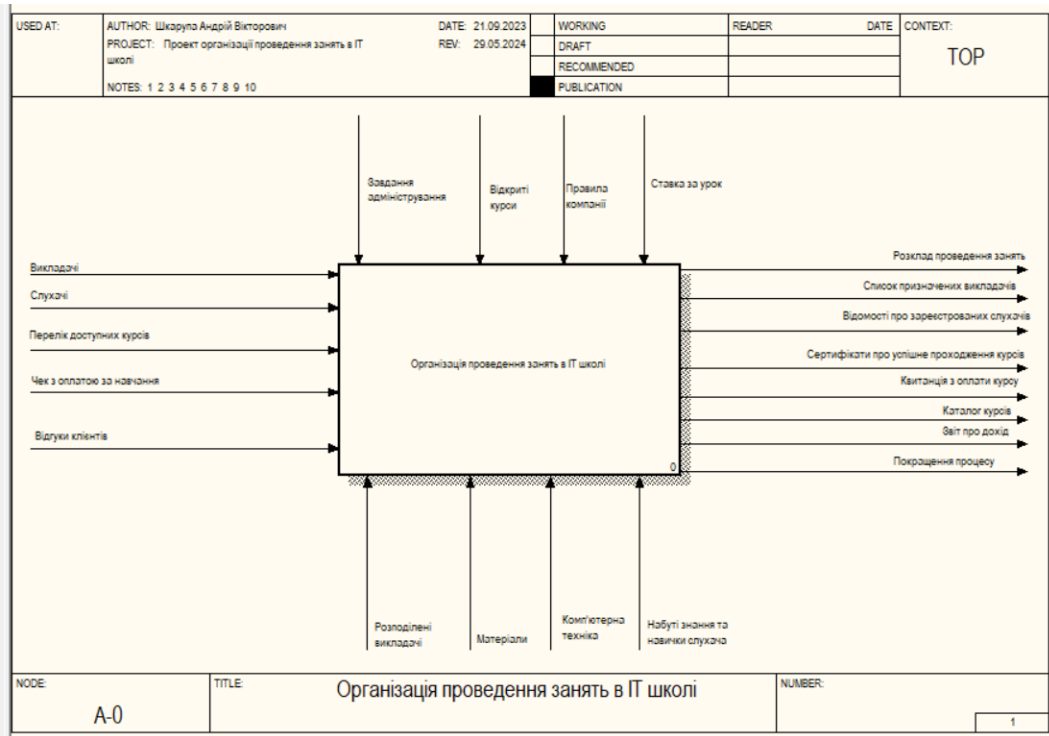 USED AT:
AUTHOR: Шкарупа Андрій Вікторович
DATE: 21.09.2023
WORKING
READER
DATE
CONTEXT:
PROJECT: Проект організації проведення занять в ІТ
школі
REV: 29.05.2024
DRAFT
TOP
RECOMMENDED
NOTES: 1 2 3 4 5 6 7 8 9 10
PUBLICATION
Завдання
адміністрування
Відкриті
курси
Правила
компанії
Ставка за урок
Викладачі
Слухачі
Перелік доступних курсів
Чек з оплатою за навчання
Відгуки клієнтів
Організація проведення занять в ІТ школі
0
Розклад проведення занять
Список призначених викладачів
Відомості про зареєстрованих слухачів
Сертифікати про успішне проходження курсів
Квитанція з оплати курсу
Каталог курсів
Звіт про дохід
Покращення процесу
Розподілені
викладачі
Матеріали
Комп'ютерна
техніка
Набуті знання та
навички слухача
NODE:
A-0
TITLE:
Організація проведення занять в ІТ школі
NUMBER:
1